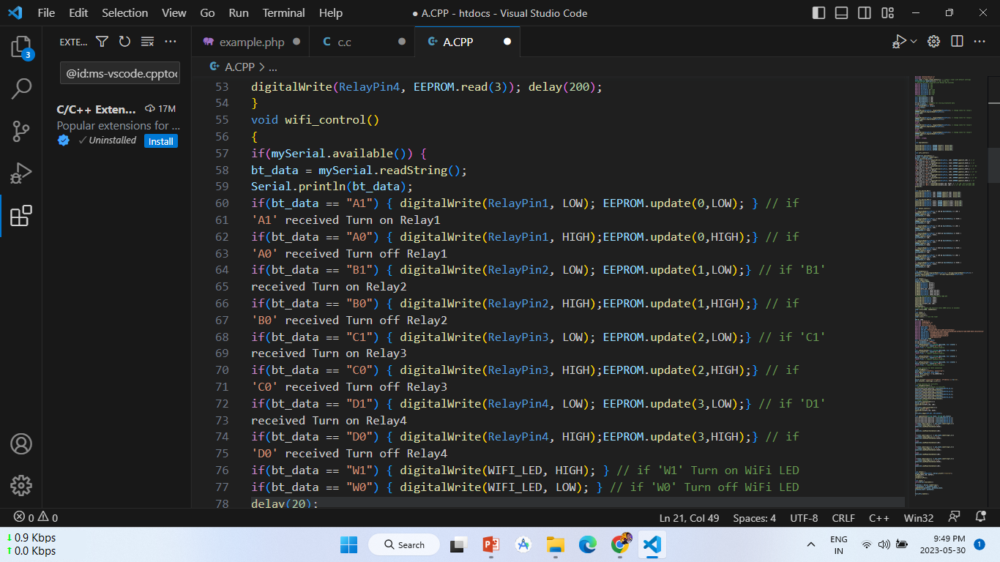 File Edit Selection View Go Run Terminal Help
● A.CPP - htdocs - Visual Studio Code
EXTE...
example.php
C c.c
A.CPP
@id:ms-vscode.cpptoo
A.CPP > ...
C/C++ Exten... 17M
Popular extensions for ...
Uninstalled Install
3
53 digitalWrite(RelayPin4, EEPROM.read(3)); delay(200);
54 }
55 void wifi_control()
56 {
57 if(mySerial.available()) {
58 bt_data = mySerial.readString();
59 Serial.println(bt_data);
60 if(bt_data == "A1") { digitalWrite(RelayPin1, LOW); EEPROM.update(0,LOW); } // if
61 'A1' received Turn on Relay1
62 if(bt_data == "A0") { digitalWrite(RelayPin1, HIGH);EEPROM.update(0,HIGH);} // if
63 'A0' received Turn off Relay1
64 if(bt_data == "B1") { digitalWrite(RelayPin2, LOW); EEPROM.update(1,LOW);} // if 'B1'
65 received Turn on Relay2
66 if(bt_data == "B0") { digitalWrite(RelayPin2, HIGH);EEPROM.update(1,HIGH);} // if
67 'B0' received Turn off Relay2
68 if(bt_data == "C1") { digitalWrite(RelayPin3, LOW); EEPROM.update(2,LOW);} // if 'C1'
69 received Turn on Relay3
70 if(bt_data == "C0") { digitalWrite(RelayPin3, HIGH);EEPROM.update(2,HIGH);} // if
71 'C0' received Turn off Relay3
72 if(bt_data == "D1") { digitalWrite(RelayPin4, LOW); EEPROM.update(3,LOW);} // if 'D1'
73 received Turn on Relay4
74 if(bt_data == "D0") { digitalWrite(RelayPin4, HIGH);EEPROM.update(3,HIGH);} // if
75 'D0' received Turn off Relay4
76 if(bt_data == "W1") { digitalWrite(WIFI_LED, HIGH); } // if 'W1' Turn on WiFi LED
77 if(bt_data == "W0") { digitalWrite(WIFI_LED, LOW); } // if 'W0' Turn off WiFi LED
78 delay(20);
0 0
Ln 21, Col 49 Spaces: 4 UTF-8 CRLF C++ Win32
0.9 Kbps
0.0 Kbps
Search
ENG
IN
9:49 PM
2023-05-30
1